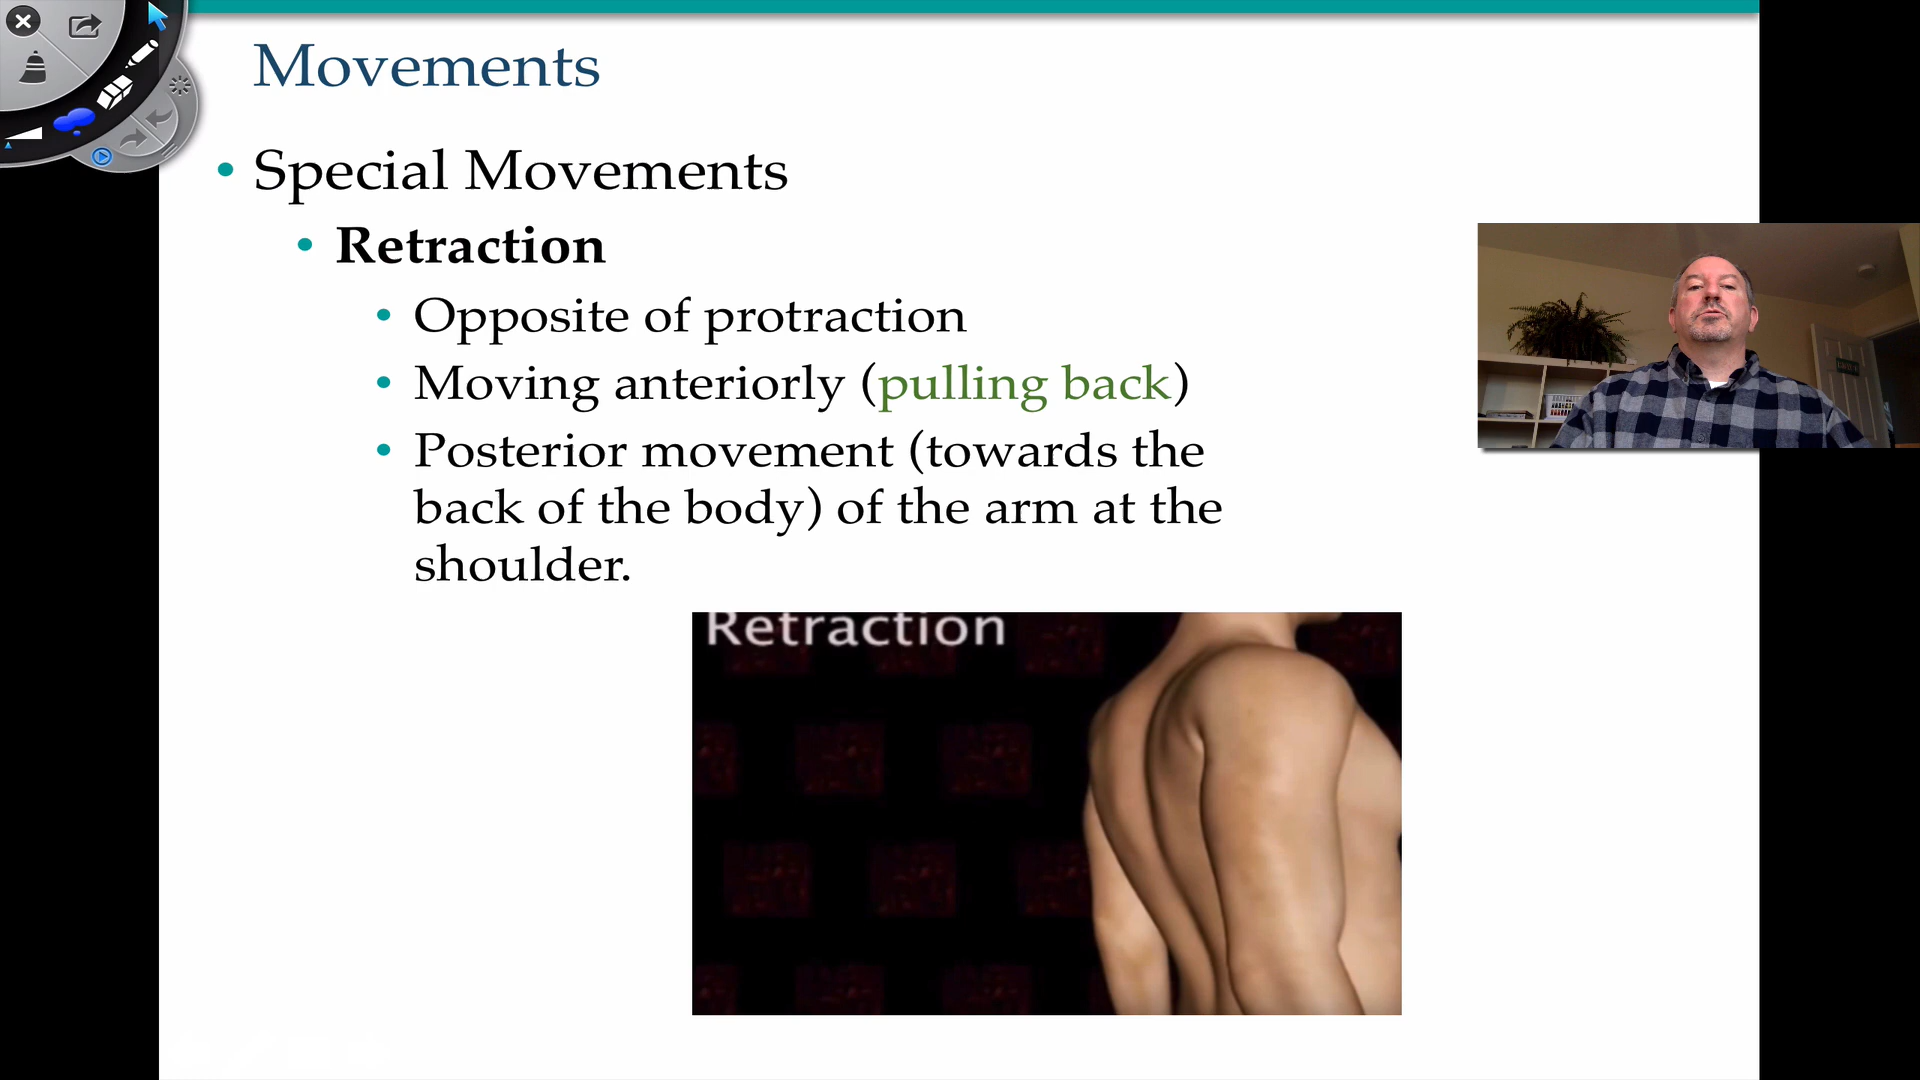 Movements
• Special Movements
• Retraction
• Opposite of protraction
• Moving anteriorly (pulling back)
• Posterior movement (towards the
back of the body) of the arm at the
shoulder.
Retraction